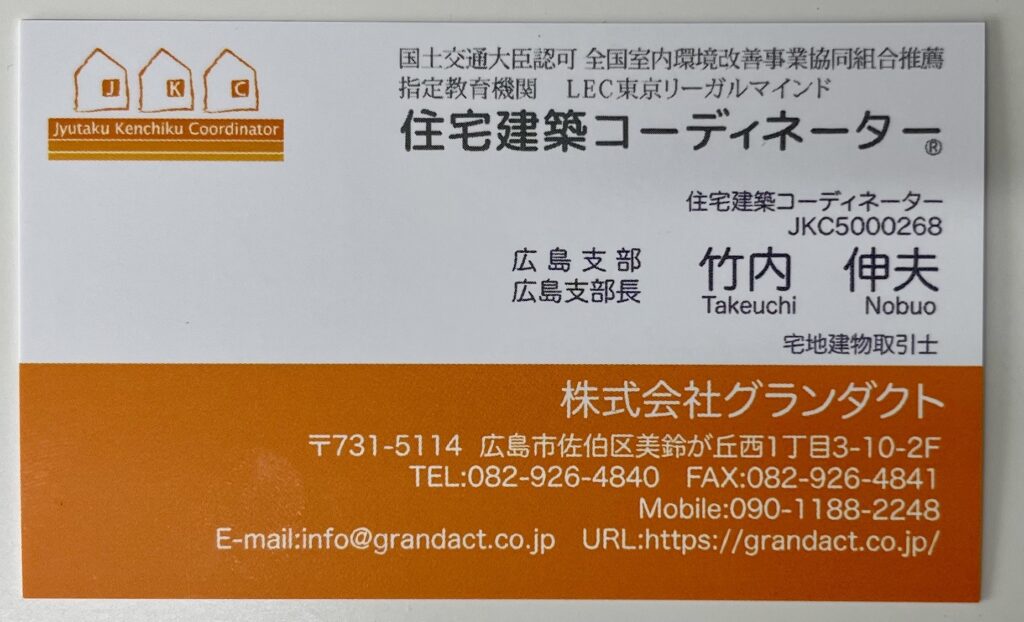 J K C
Jyutaku Kenchiku Coordinator
国土交通大臣認可 全国室内環境改善事業協同組合推薦
指定教育機関 LEC東京リーガルマインド
住宅建築コーディネーター®
住宅建築コーディネーター
JKC5000268
広島支部
広島支部長
竹内 伸夫
Takeuchi Nobuo
宅地建物取引士
株式会社グランダクト
〒731-5114 広島市佐伯区美鈴が丘西1丁目3-10-2F
TEL:082-926-4840 FAX:082-926-4841
Mobile:090-1188-2248
E-mail:info@grandact.co.jp URL:https://grandact.co.jp/